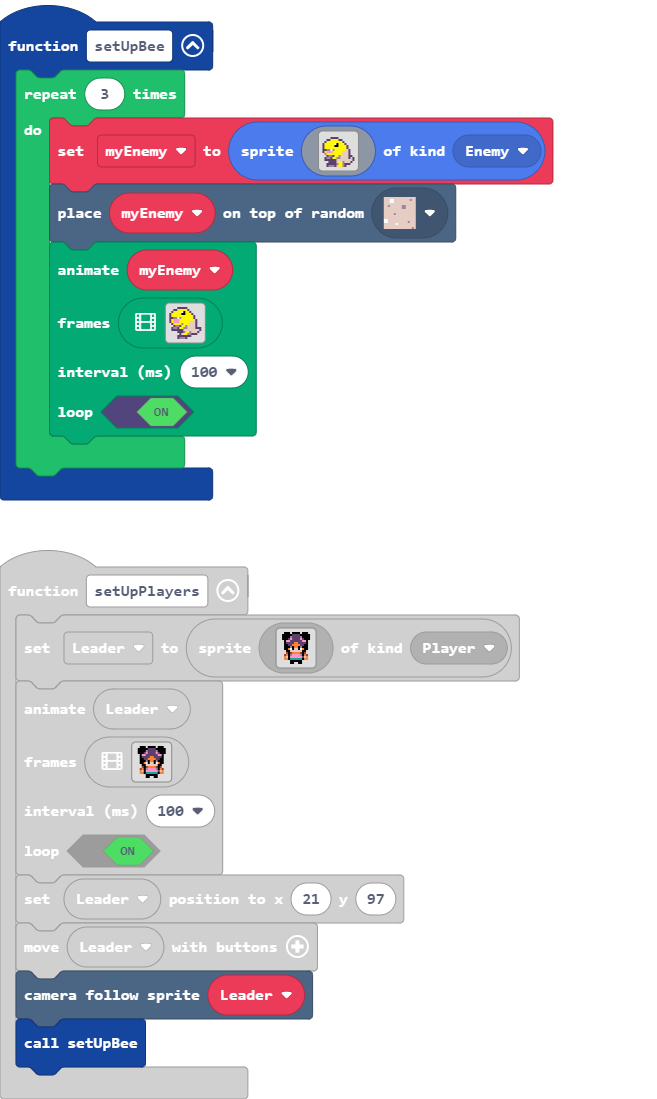 function setUpBee
repeat 3 times
do
set myEnemy to sprite of kind Enemy
place myEnemy on top of random
animate myEnemy
frames
interval (ms) 100
loop ON
function setUpPlayers
set Leader to sprite of kind Player
animate Leader
frames
interval (ms) 100
loop ON
set Leader position to x 21 y 97
move Leader with buttons
camera follow sprite Leader
call setUpBee